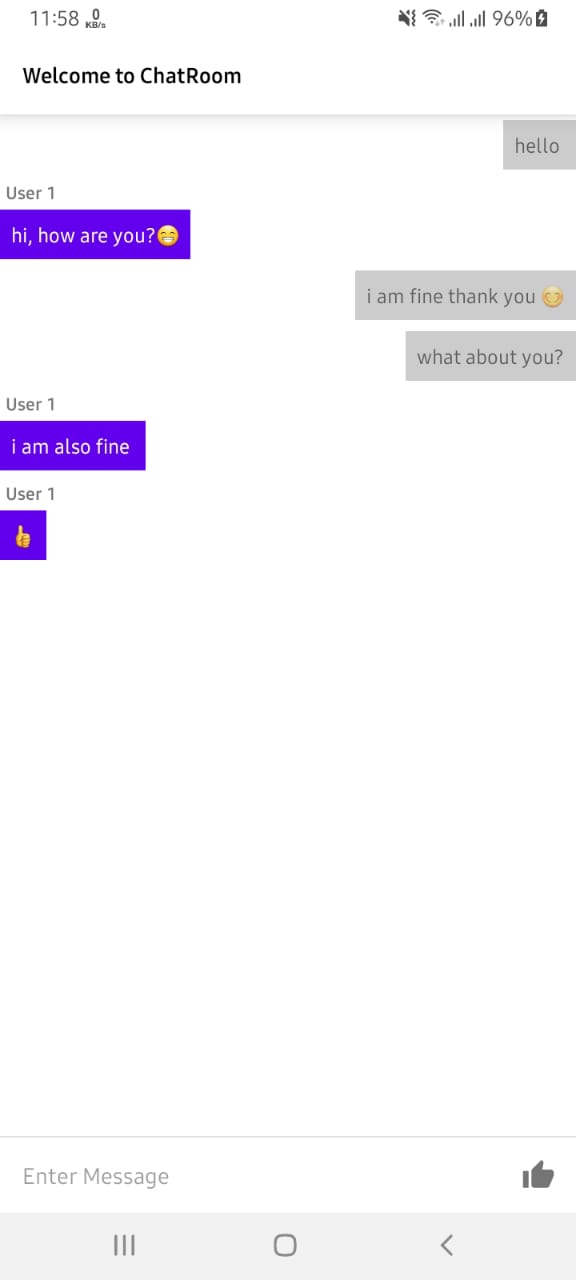 11:58 0 KB/s 96%
Welcome to ChatRoom
hello
User 1
hi, how are you?😁
i am fine thank you 😊
what about you?
User 1
i am also fine
User 1
👍
Enter Message